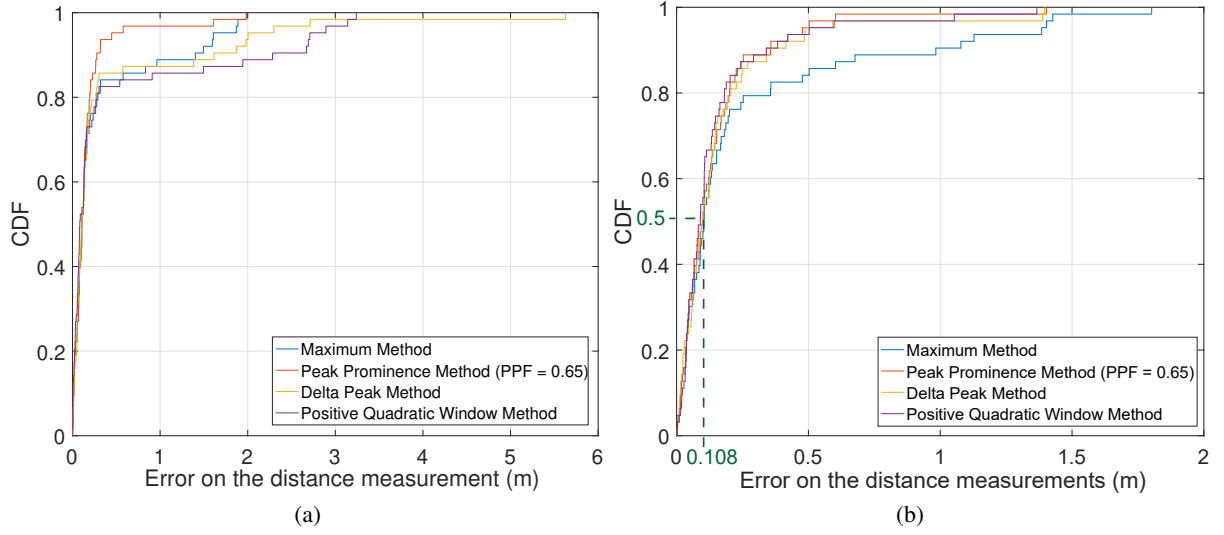 CDF
1
0.8
0.6
0.4
0.2
0
0
1
2
3
4
5
6
Error on the distance measurement (m)
Maximum Method
Peak Prominence Method (PPF = 0.65)
Delta Peak Method
Positive Quadratic Window Method
(a)
CDF
1
0.8
0.6
0.5
0.4
0.2
0
0
0.108
0.5
1
1.5
2
Error on the distance measurements (m)
Maximum Method
Peak Prominence Method (PPF = 0.65)
Delta Peak Method
Positive Quadratic Window Method
(b)